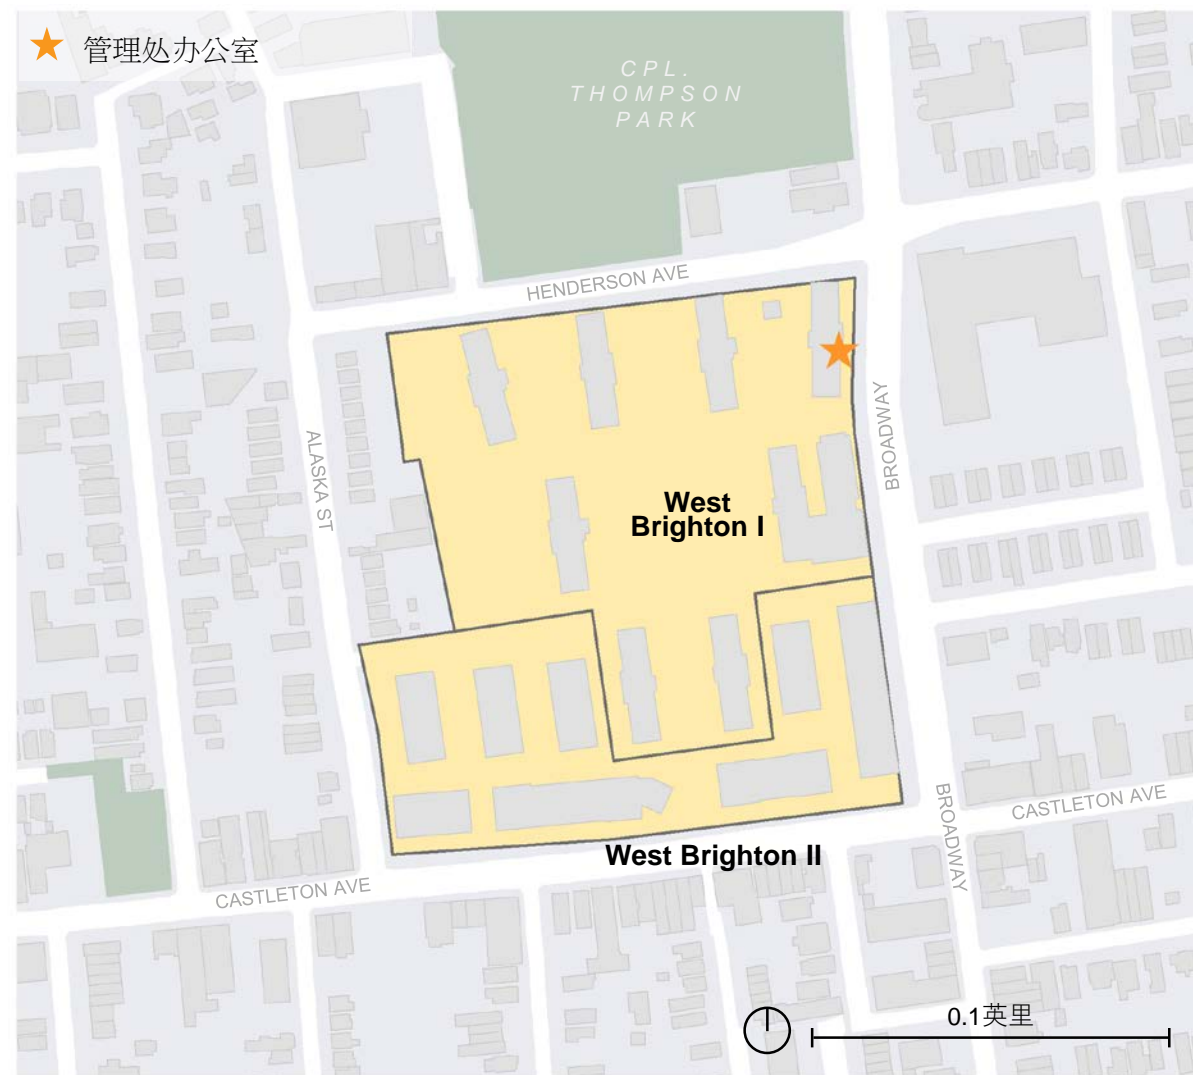 管理处办公室
CPL.
THOMPSON
PARK
HENDERSON AVE
BROADWAY
ALASKA ST
West
Brighton I
BROADWAY
CASTLETON AVE
West Brighton II
CASTLETON AVE
0.1英里